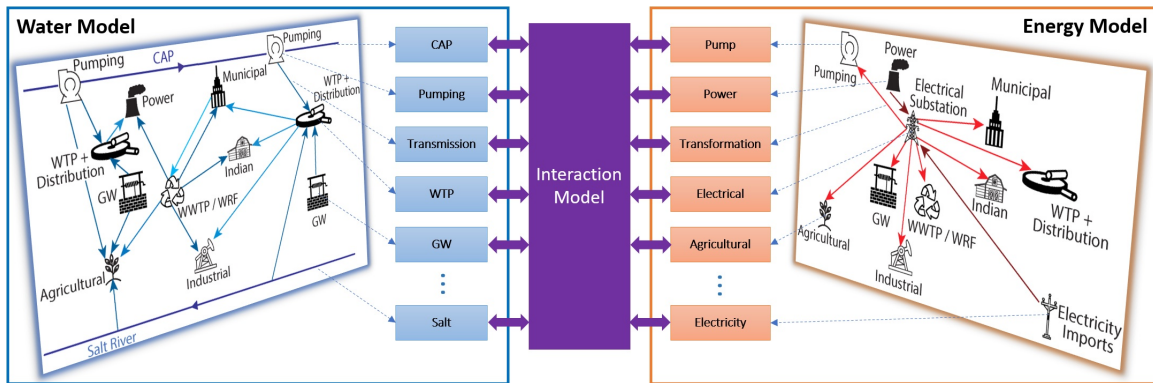 Water Model
Pumping
CAP
Pumping
Power
Municipal
WTP +
Distribution
WTP +
Distribution
Indian
GW
WWTP / WRF
GW
Agricultural
Industrial
Salt River
CAP
Pumping
Transmission
WTP
GW
Salt
Interaction
Model
Pump
Power
Transformation
Electrical
Agricultural
Electricity
Energy Model
Pumping
Power
Electrical
Substation
Municipal
Agricultural
GW
WWTP / WRF
Indian
WTP +
Distribution
Industrial
Electricity
Imports